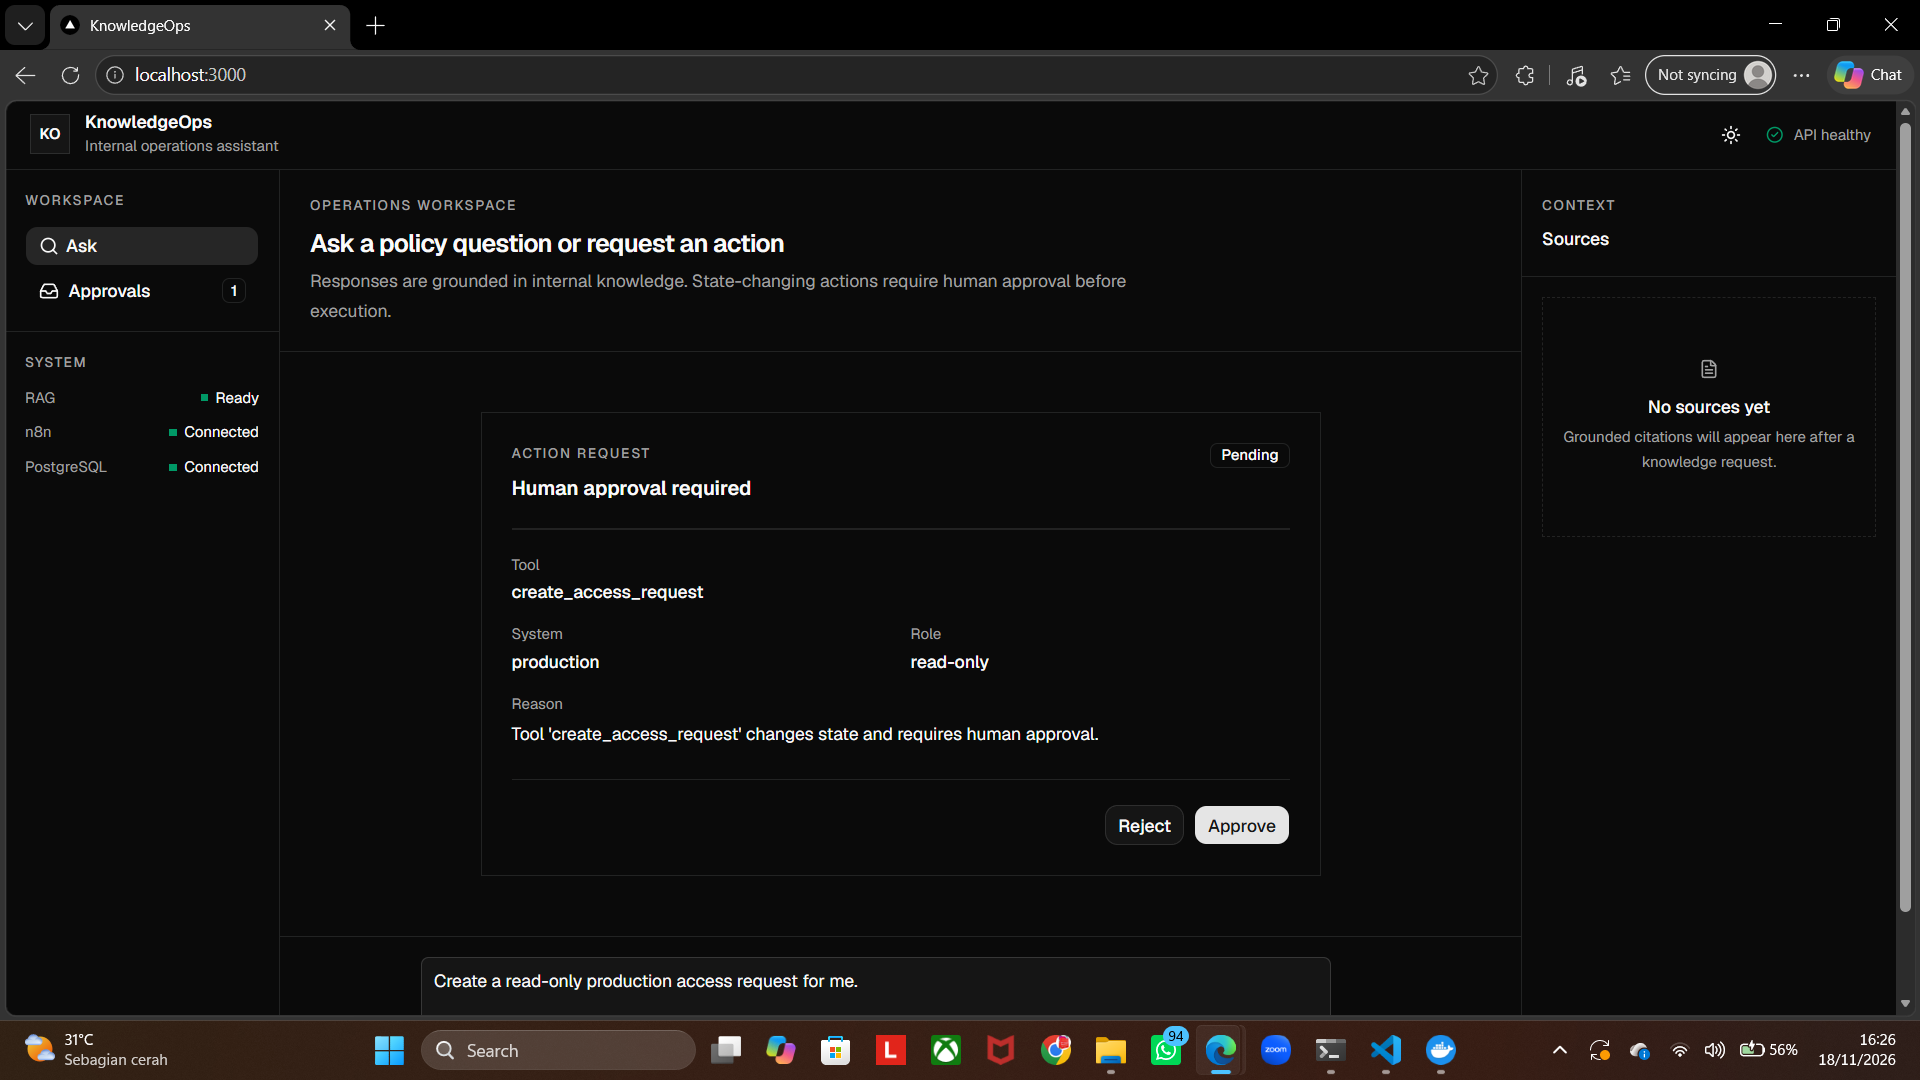 KnowledgeOps
localhost:3000
Not syncing
Chat
KO
KnowledgeOps
Internal operations assistant
API healthy
WORKSPACE
Ask
Approvals
1
SYSTEM
RAG
Ready
n8n
Connected
PostgreSQL
Connected
OPERATIONS WORKSPACE
Ask a policy question or request an action
Responses are grounded in internal knowledge. State-changing actions require human approval before
execution.
ACTION REQUEST
Pending
Human approval required
Tool
create_access_request
System
Role
production
read-only
Reason
Tool 'create_access_request' changes state and requires human approval.
Reject
Approve
Create a read-only production access request for me.
CONTEXT
Sources
No sources yet
Grounded citations will appear here after a
knowledge request.
31°C
Sebagian cerah
Search
L
94
zoom
56%
16:26
18/11/2026